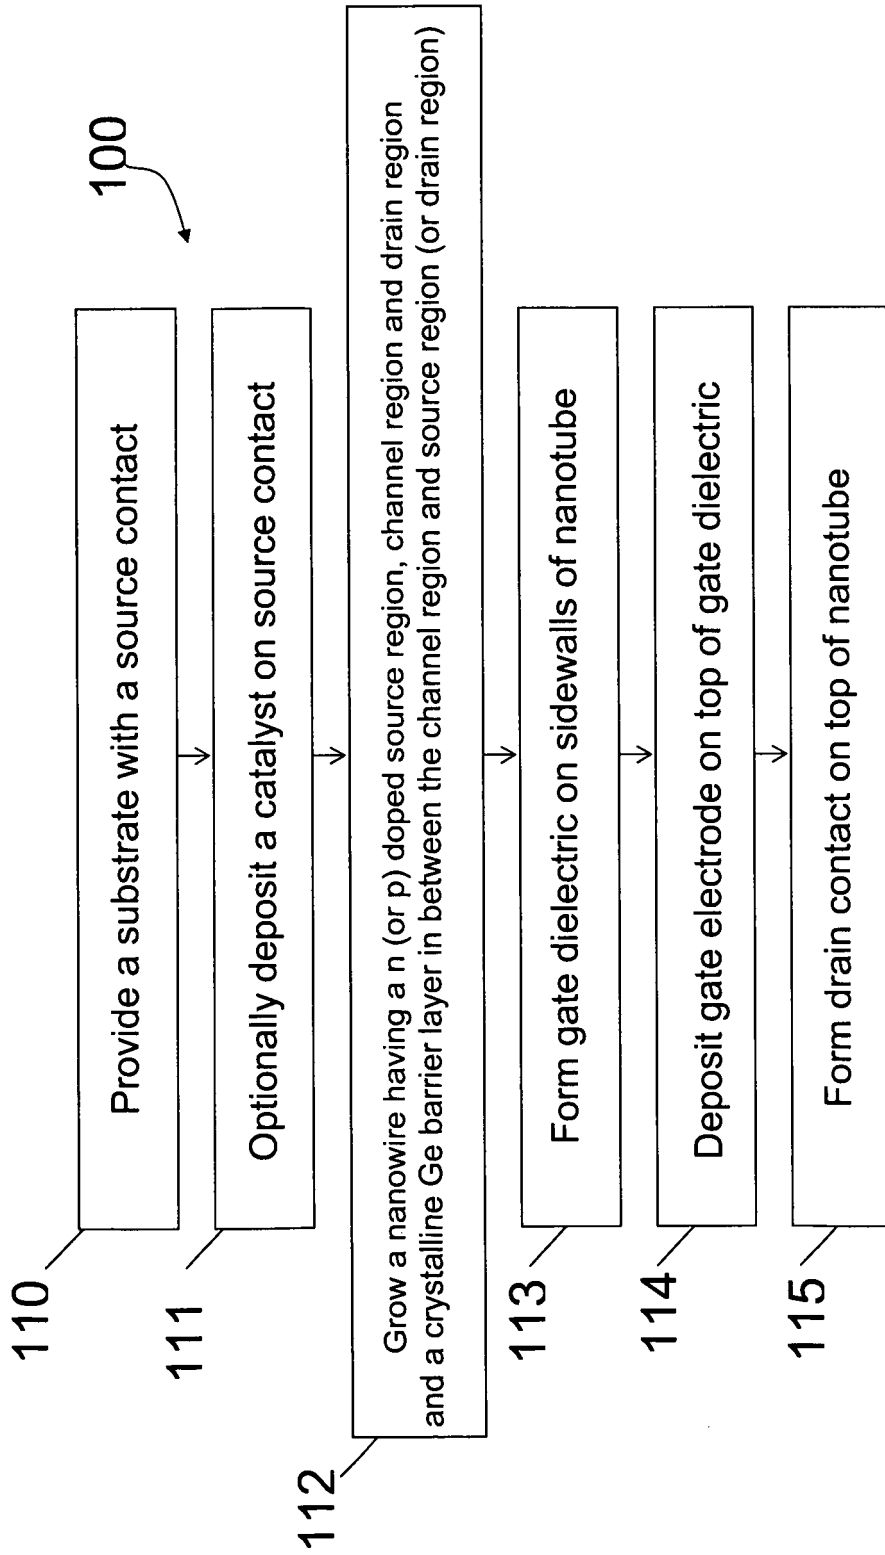 100
110
Provide a substrate with a source contact
111
Optionally deposit a catalyst on source contact
112
Grow a nanowire having a n (or p) doped source region, channel region and drain region
and a crystalline Ge barrier layer in between the channel region and source region (or drain region)
113
Form gate dielectric on sidewalls of nanotube
114
Deposit gate electrode on top of gate dielectric
115
Form drain contact on top of nanotube